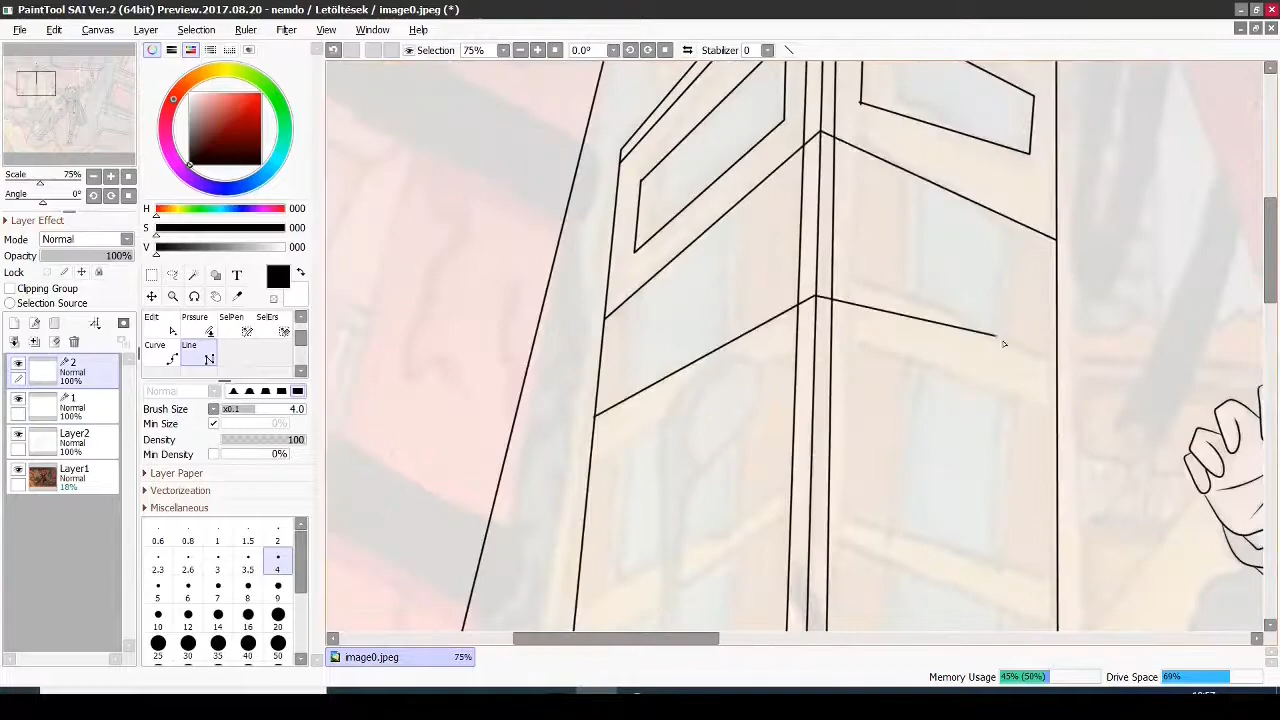 PaintTool SAI Ver.2 (64bit) Preview.2017.08.20 - nemdo / Letöltések / image0.jpeg (*)
File Edit Canvas Layer Selection Ruler Filter View Window Help
Selection 75% 0.0° Stabilizer 0
Scale 75%
Angle 0°
Layer Effect
Mode Normal
Opacity 100%
Lock
Clipping Group
Selection Source
2
Normal
100%
1
Normal
100%
Layer2
Normal
100%
Layer1
Normal
18%
H 000
S 000
V 000
T
Edit Prssure SelPen SelErs
Curve Line
Normal
Brush Size x0.1 4.0
Min Size 0%
Density 100
Min Density 0%
Layer Paper
Vectorizeation
Miscellaneous
0.6 0.8 1 1.5 2
2.3 2.6 3 3.5 4
5 6 7 8 9
10 12 14 16 20
25 30 35 40 50
image0.jpeg 75%
Memory Usage 45% (50%) Drive Space 69%